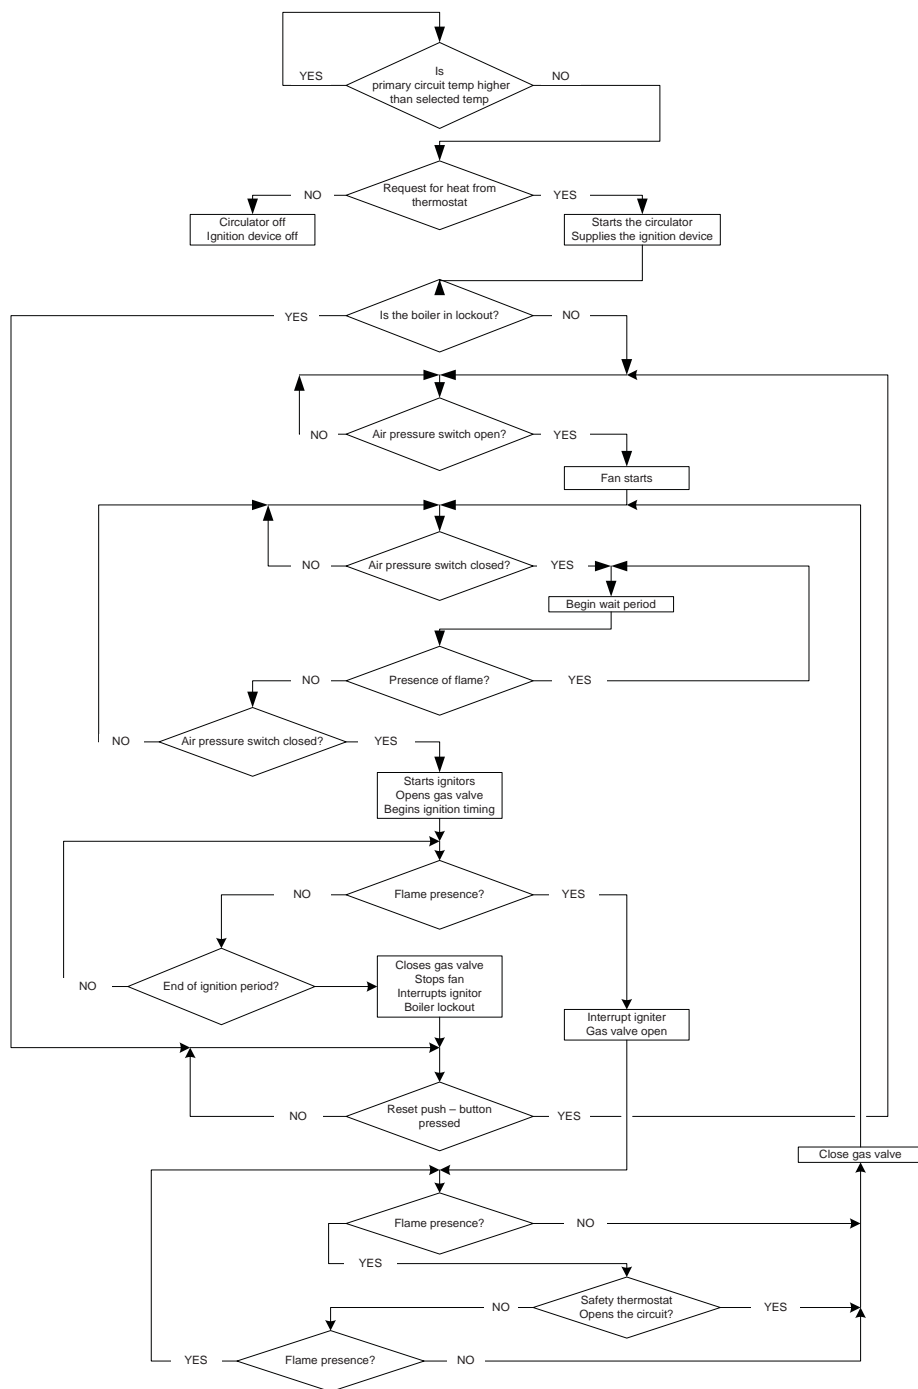 Is
primary circuit temp higher
than selected temp
YES
NO
Request for heat from
thermostat
NO
YES
Circulator off
Ignition device off
Starts the circulator
Supplies the ignition device
YES
Is the boiler in lockout?
NO
NO
Air pressure switch open?
YES
Fan starts
NO
Air pressure switch closed?
YES
Begin wait period
NO
Presence of flame?
YES
NO
Air pressure switch closed?
YES
Starts ignitors
Opens gas valve
Begins ignition timing
NO
Flame presence?
YES
NO
End of ignition period?
Closes gas valve
Stops fan
Interrupts ignitor
Boiler lockout
Interrupt igniter
Gas valve open
NO
Reset push – button
pressed
YES
Close gas valve
Flame presence?
NO
YES
NO
Safety thermostat
Opens the circuit?
YES
YES
Flame presence?
NO